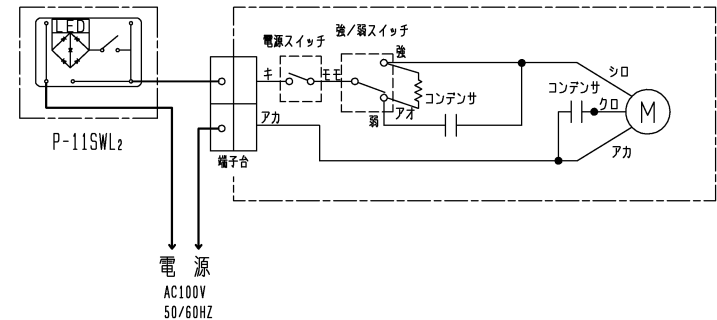 LED
電源スイッチ
強/弱スイッチ
強
キ
モモ
シロ
コンデンサ
コンデンサ
クロ
M
アオ
アカ
弱
アカ
P-11SWL2
端子台
電 源
AC100V
50/60HZ